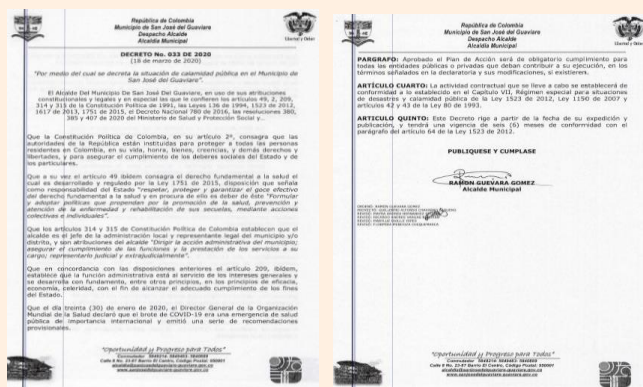 República de Colombia
Municipio de San José del Guaviare
Despacho Alcalde
Alcaldía Municipal
Libertad y Orden
DECRETO No. 033 DE 2020
(18 de marzo de 2020)
"Por medio del cual se decreta la situación de calamidad pública en el Municipio de
San José del Guaviare".
El Alcalde Del Municipio De San José del Guaviare, en uso de sus atribuciones
constitucionales y legales y en especial las que le confieren los artículos 49, 2, 209,
314 y 315 de la Constitución Política de 1991, las Leyes 136 de 1994, 1523 de 2012,
1617 de 2013, 1751 de 2015, el Decreto Nacional 780 de 2016, las resoluciones 380,
385 y 407 de 2020 del Ministerio de Salud y Protección Social y...
Que la Constitución Política de Colombia, en su artículo 2º, consagra que las
autoridades de la República están instituidas para proteger a todas las personas
residentes en Colombia, en su vida, honra, bienes, creencias, y demás derechos y
libertades, y para asegurar el cumplimiento de los deberes sociales del Estado y de
los particulares.
Que a su vez el artículo 49 ibídem consagra el derecho fundamental a la salud el
cual es desarrollado y regulado por la Ley 1751 de 2015, disposición que señala
como responsabilidad del Estado "respetar, proteger y garantizar el goce efectivo
del derecho fundamental a la salud y en procura de ello es deber de éste "Formular
y adoptar políticas que propendan por la promoción de la salud, prevención y
atención de la enfermedad y rehabilitación de sus secuelas, mediante acciones
colectivas e individuales".
Que los artículos 314 y 315 de la Constitución Política de Colombia establecen que el
alcalde es el jefe de la administración local y representante legal del municipio y/o
distrito, y son atribuciones del alcalde "Dirigir la acción administrativa del municipio;
asegurar el cumplimiento de las funciones y la prestación de los servicios a su
cargo; representarlo judicial y extrajudicialmente".
Que en concordancia con las disposiciones anteriores el artículo 209, ibídem,
establece que la función administrativa está al servicio de los intereses generales y
se desarrolla con fundamento, entre otros principios, en los principios de eficacia,
economía, celeridad, con el fin de alcanzar el adecuado cumplimiento de los fines
del Estado.
Que el día treinta (30) de enero de 2020, el Director General de la Organización
Mundial de la Salud declaró que el brote de COVID-19 era una emergencia de salud
pública de importancia internacional y emitió una serie de recomendaciones
provisionales.
"Oportunidad y Progreso para Todos"
República de Colombia
Municipio de San José del Guaviare
Despacho Alcalde
Alcaldía Municipal
Libertad y Orden
PARGRAFO: Aprobado el Plan de Acción será de obligatorio cumplimiento para
todas las entidades públicas o privadas que deban contribuir a su ejecución, en los
términos señalados en la declaratoria y sus modificaciones, si existieren.
ARTÍCULO CUARTO: La actividad contractual que se lleve a cabo se establecerá de
conformidad a lo establecido en el Capítulo VII, Régimen especial para situaciones
de desastres y calamidad pública de la Ley 1523 de 2012, Ley 1150 de 2007 y
artículos 42 y 43 de la Ley 80 de 1993.
ARTICULO QUINTO: Este Decreto rige a partir de la fecha de su expedición y
publicación, y tendrá una vigencia de seis (6) meses de conformidad con el
parágrafo del artículo 64 de la Ley 1523 de 2012.
PUBLIQUESE Y CUMPLASE
RAMÓN GUEVARA GOMEZ
Alcalde Municipal
"Oportunidad y Progreso para Todos"